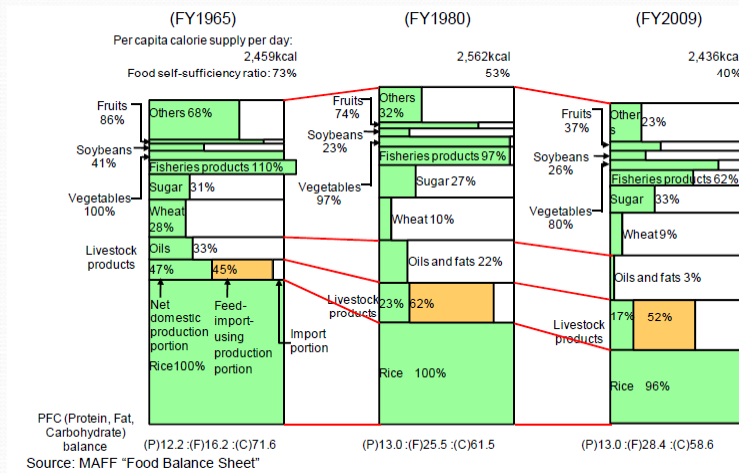 (FY1965)
(FY1980)
(FY2009)
Per capita calorie supply per day:
2,459kcal
2,562kcal
2,436kcal
Food self-sufficiency ratio: 73%
53%
40%
Fruits
86%
Others 68%
Soybeans
41%
Fisheries products 110%
Vegetables
100%
Sugar 31%
Wheat
28%
Oils 33%
Livestock
products
47%
45%
Net
domestic
production
portion
Feed-
import-
using
production
portion
Import
portion
Rice100%
Fruits
74%
Others
32%
Soybeans
23%
Fisheries products 97%
Vegetables
97%
Sugar 27%
Wheat 10%
Oils and fats 22%
Livestock
products
23%
62%
Rice 100%
Fruits
37%
Other
s
23%
Soybeans
26%
Fisheries products 62%
Vegetables
80%
Sugar 33%
Wheat 9%
Oils and fats 3%
Livestock
products
17%
52%
Rice 96%
PFC (Protein, Fat,
Carbohydrate)
balance
(P)12.2 :(F)16.2 :(C)71.6
(P)13.0 :(F)25.5 :(C)61.5
(P)13.0 :(F)28.4 :(C)58.6
Source: MAFF “Food Balance Sheet”